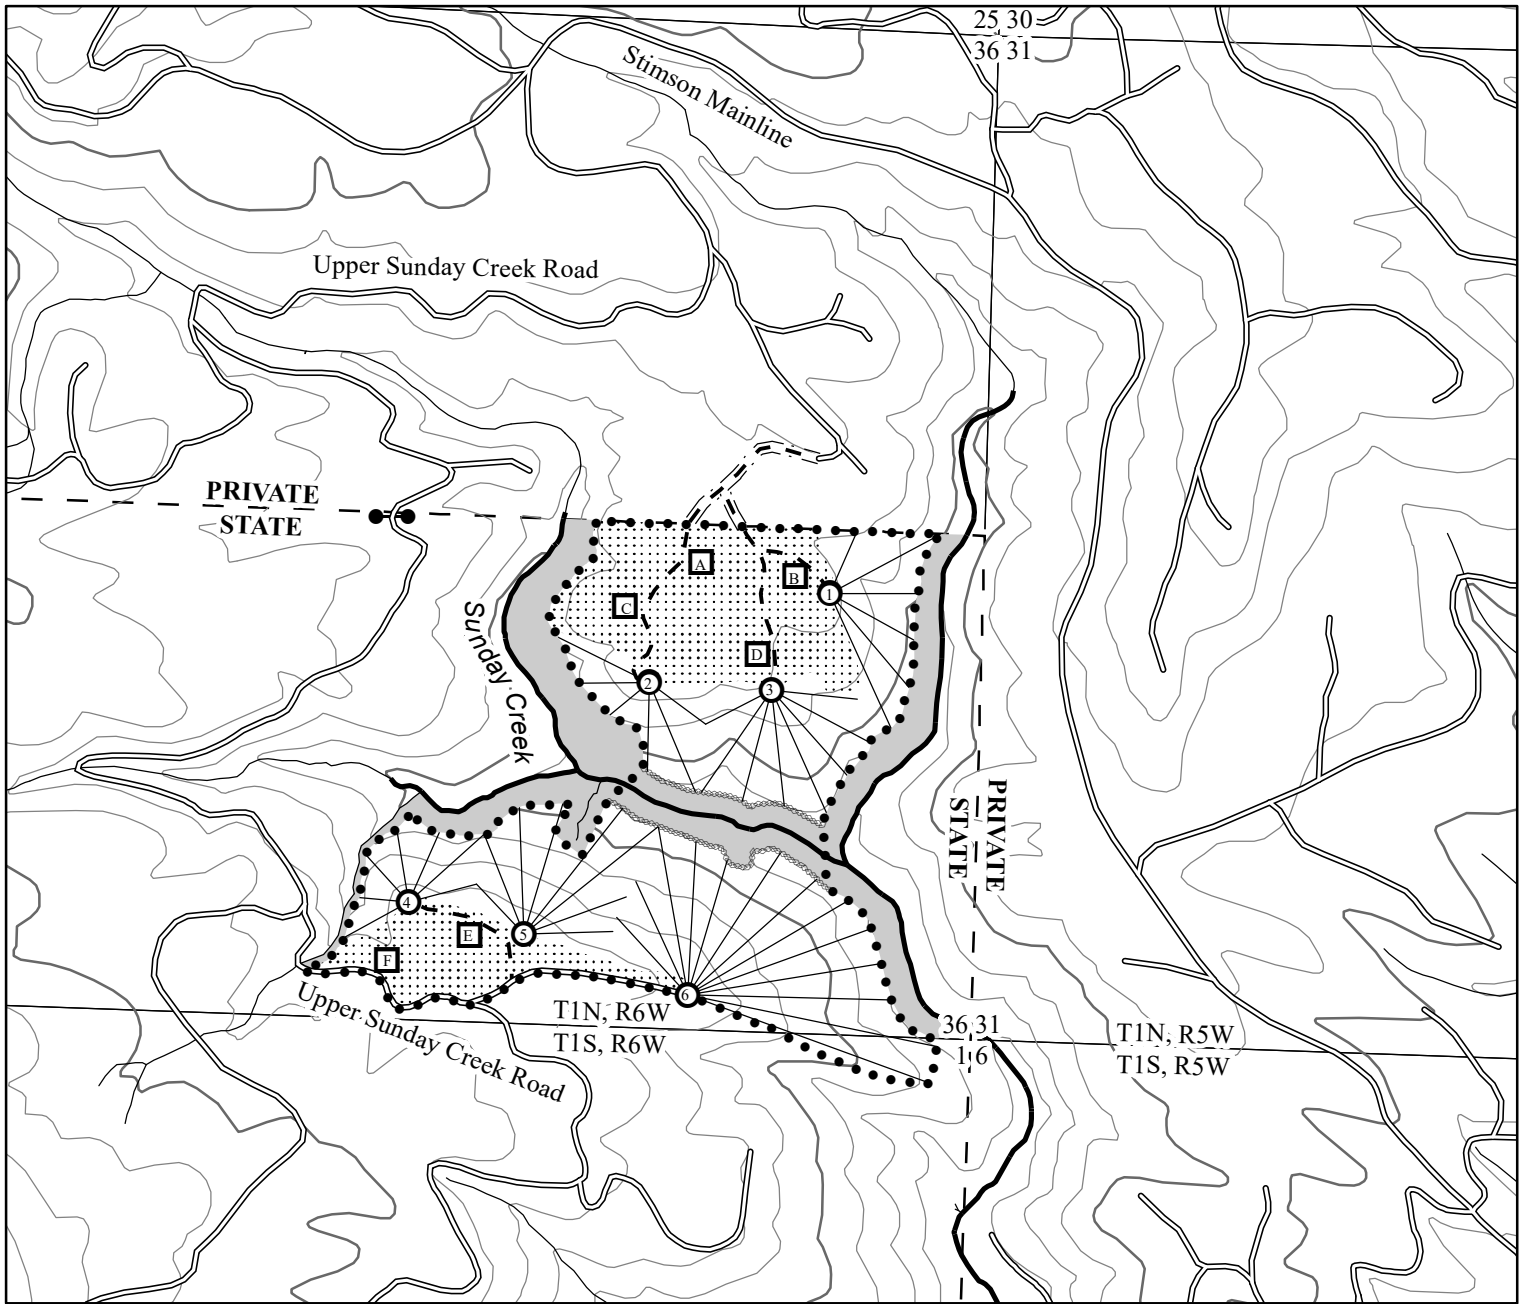 25 30
36 31
Stimson Mainline
Upper Sunday Creek Road
PRIVATE
STATE
A
B
1
C
Sunday Creek
D
2
3
PRIVATE
STATE
4
E
5
F
6
Upper Sunday Creek Road
T1N, R6W
T1S, R6W
36 31
1 6
T1N, R5W
T1S, R5W